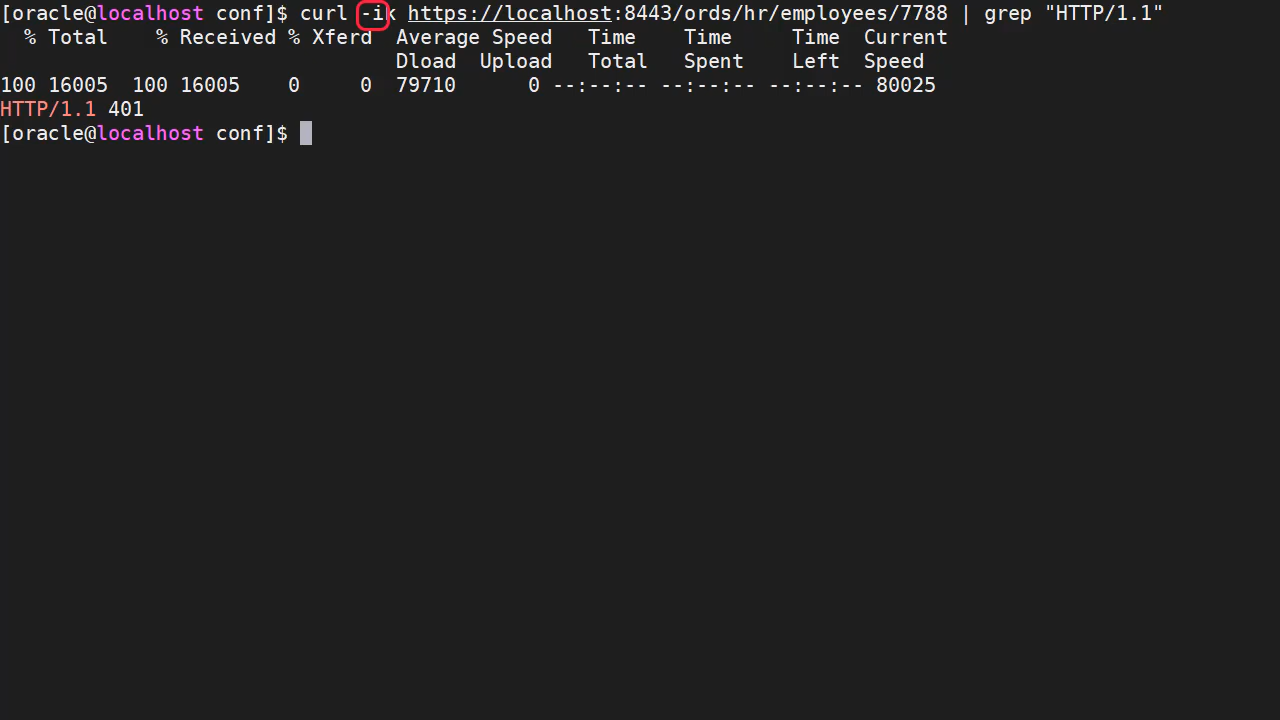 [oracle@localhost conf]$ curl -ik https://localhost:8443/ords/hr/employees/7788 | grep "HTTP/1.1"
  % Total    % Received % Xferd  Average Speed   Time    Time     Time  Current
                                 Dload  Upload   Total   Spent    Left  Speed
100 16005  100 16005    0     0  79710      0 --:--:-- --:--:-- --:--:-- 80025
HTTP/1.1 401
[oracle@localhost conf]$